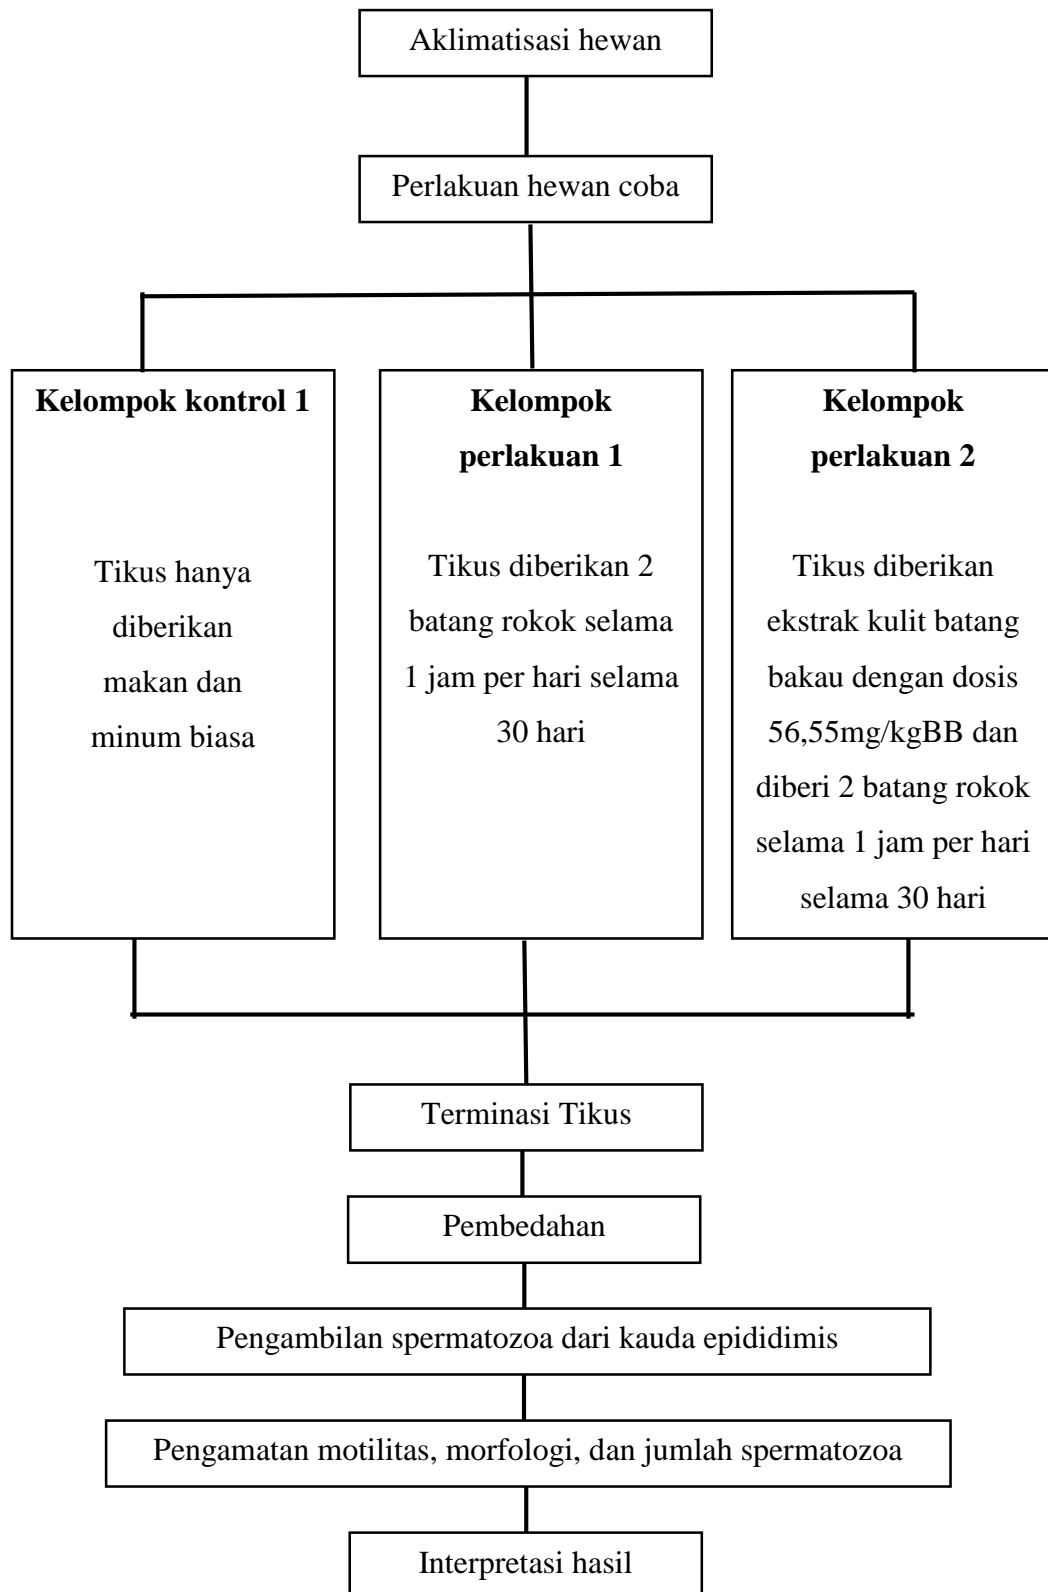 Aklimatisasi hewan
Perlakuan hewan coba
Kelompok kontrol 1
Tikus hanya
diberikan
makan dan
minum biasa
Kelompok
perlakuan 1
Tikus diberikan 2
batang rokok selama
1 jam per hari selama
30 hari
Kelompok
perlakuan 2
Tikus diberikan
ekstrak kulit batang
bakau dengan dosis
56,55mg/kgBB dan
diberi 2 batang rokok
selama 1 jam per hari
selama 30 hari
Terminasi Tikus
Pembedahan
Pengambilan spermatozoa dari kauda epididimis
Pengamatan motilitas, morfologi, dan jumlah spermatozoa
Interpretasi hasil